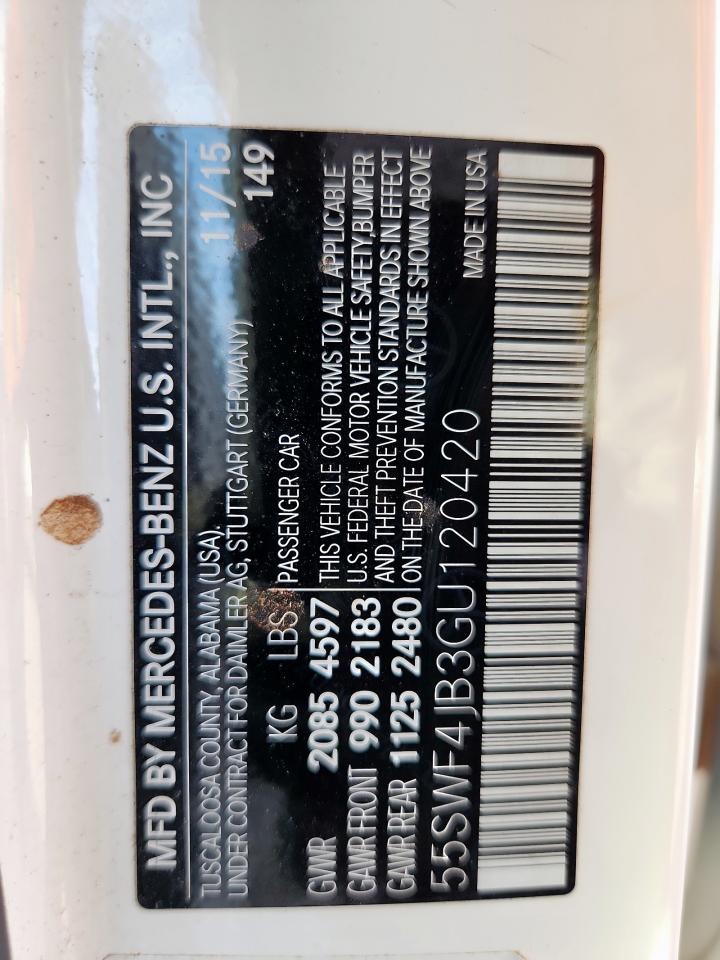 MFD BY MERCEDES-BENZ U.S. INTL., INC
TUSCALOOSA COUNTY, ALABAMA (USA). 11/15
UNDER CONTRACT FOR DAIMLER AG, STUTTGART (GERMANY) 149
KG LBS PASSENGER CAR
GWR 2085 4597 THIS VEHICLE CONFORMS TO ALL APPLICABLE
GAWR FRONT 990 2183 U.S. FEDERAL MOTOR VEHICLE SAFETY,BUMPER
GAWR REAR 1125 2480 AND THEFT PREVENTION STANDARDS IN EFFECT
ON THE DATE OF MANUFACTURE SHOWN ABOVE
55SWF4JB3GU120420 MADE IN USA